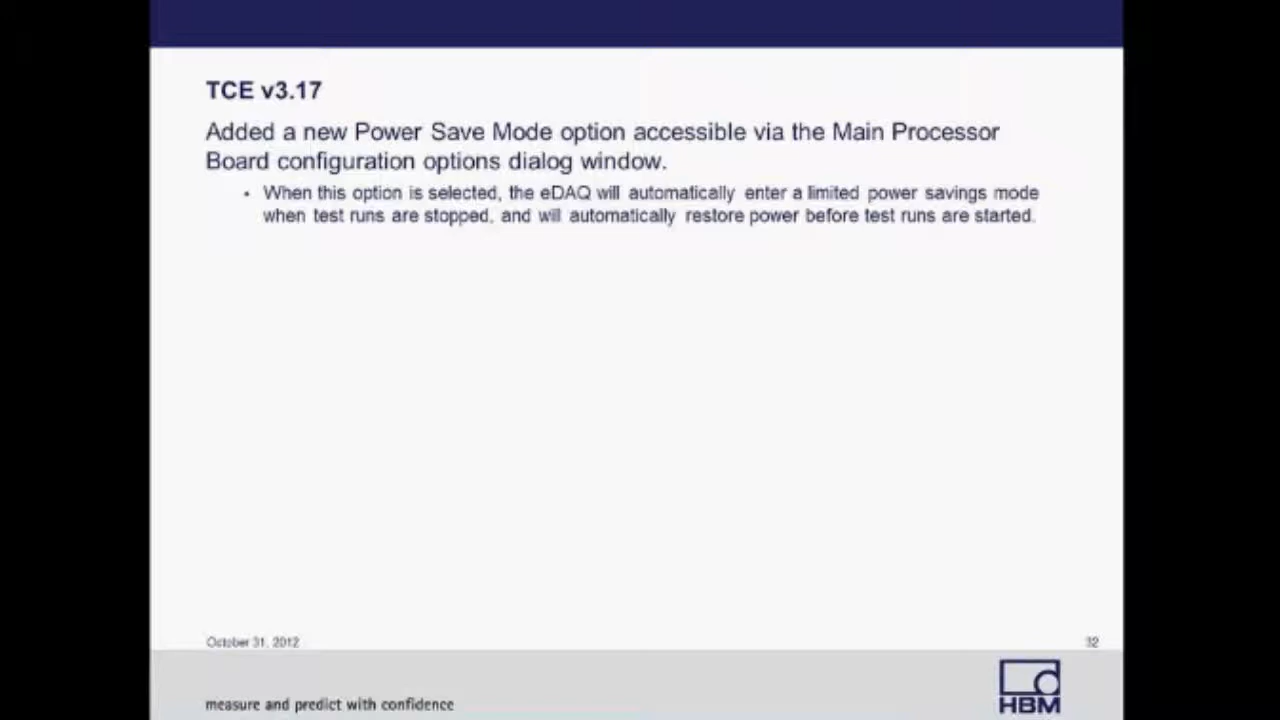 TCE v3.17
Added a new Power Save Mode option accessible via the Main Processor
Board configuration options dialog window.
• When this option is selected, the eDAQ will automatically enter a limited power savings mode
when test runs are stopped, and will automatically restore power before test runs are started.
October 31, 2012
32
measure and predict with confidence
HBM